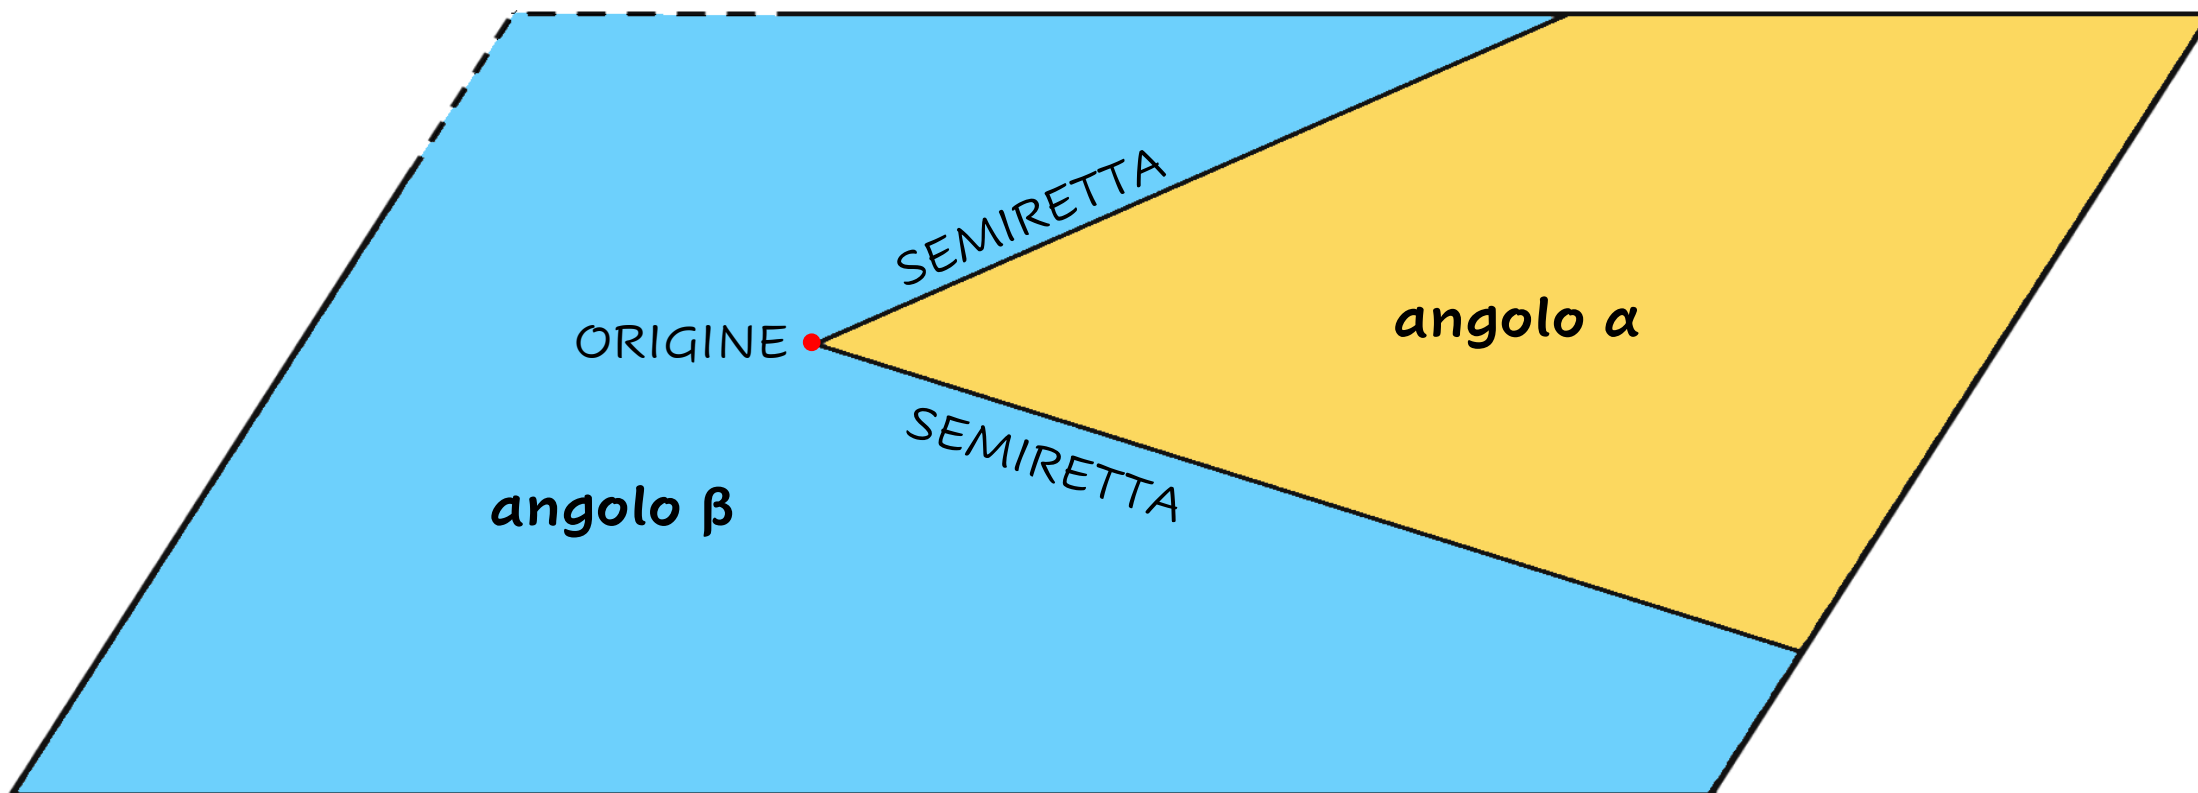 SEMIRETTA
ORIGINE
angolo α
SEMIRETTA
angolo β